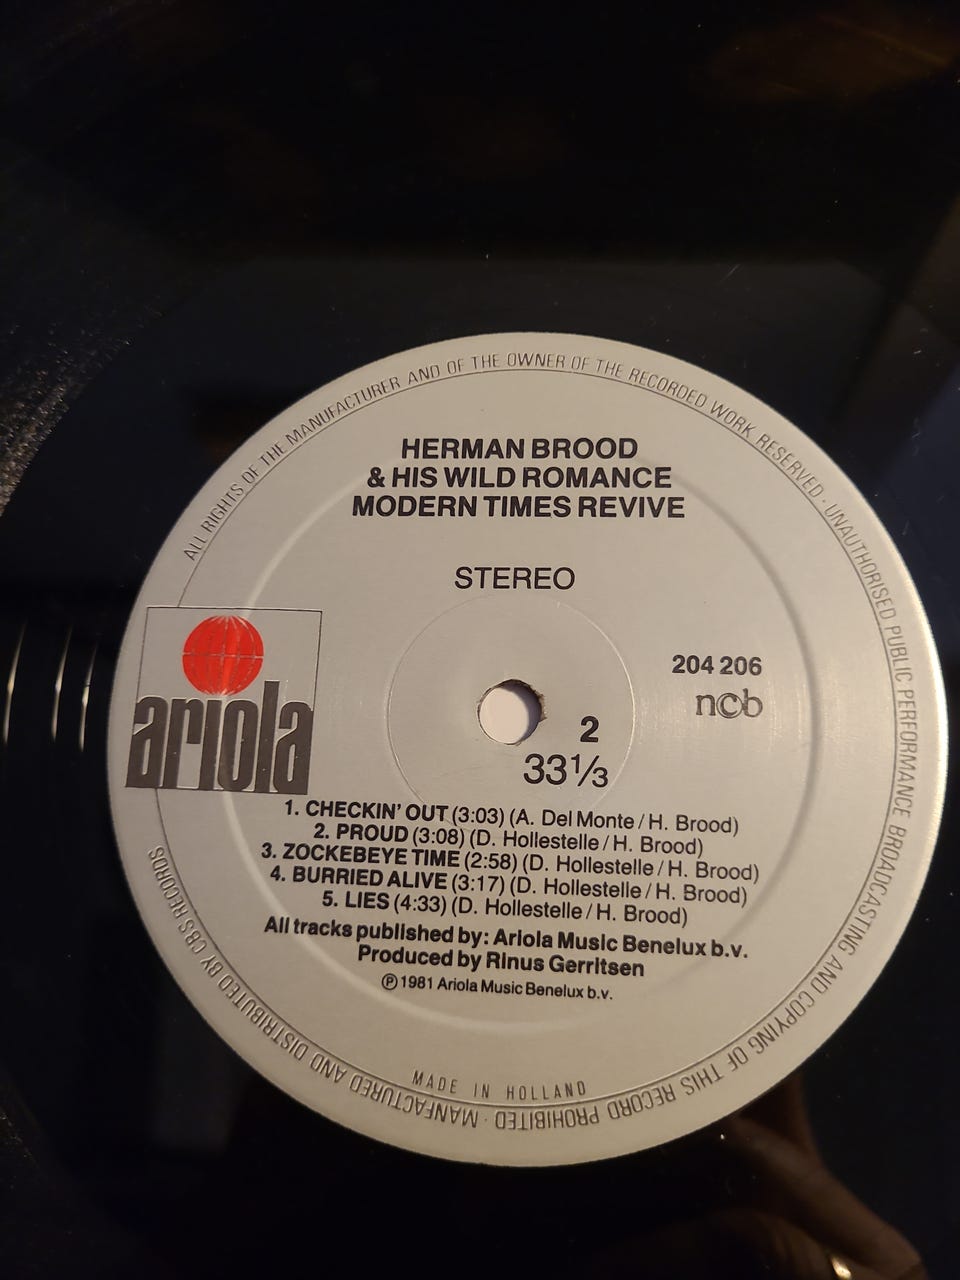 ALL RIGHTS OF THE MANUFACTURER AND OF THE OWNER OF THE RECORDED WORK RESERVED · UNAUTHORISED PUBLIC PERFORMANCE BROADCASTING AND COPYING OF THIS RECORD PROHIBITED · MANFACTURED AND DISTRIBUTED BY CBS RECORDS
HERMAN BROOD
& HIS WILD ROMANCE
MODERN TIMES REVIVE
STEREO
204 206
ncb
ariola
2
33⅓
1. CHECKIN' OUT (3:03) (A. Del Monte / H. Brood)
2. PROUD (3:08) (D. Hollestelle / H. Brood)
3. ZOCKEBEYE TIME (2:58) (D. Hollestelle / H. Brood)
4. BURRIED ALIVE (3:17) (D. Hollestelle / H. Brood)
5. LIES (4:33) (D. Hollestelle / H. Brood)
All tracks published by: Ariola Music Benelux b.v.
Produced by Rinus Gerritsen
℗ 1981 Ariola Music Benelux b.v.
MADE IN HOLLAND